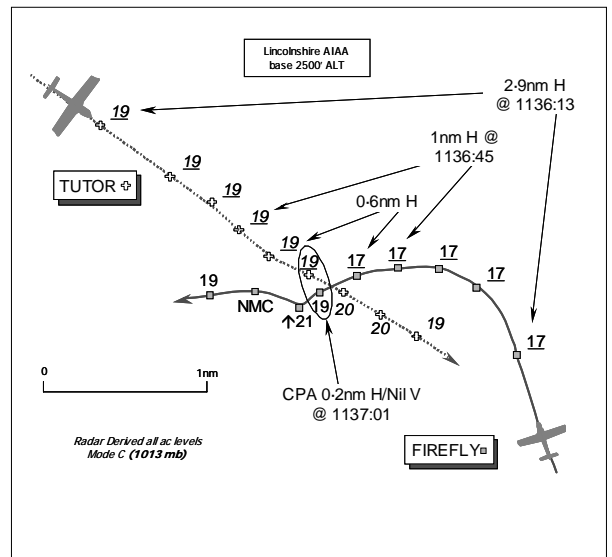 Lincolnshire AIAA
base 2500' ALT
2·9nm H
@ 1136:13
19
1nm H @
1136:45
19
TUTOR
19
0·6nm H
19
19
19
17
17
17
17
17
19
NMC
↑21
19
20
20
19
0
1nm
CPA 0·2nm H/Nil V
@ 1137:01
Radar Derived all ac levels
Mode C (1013 mb)
FIREFLY